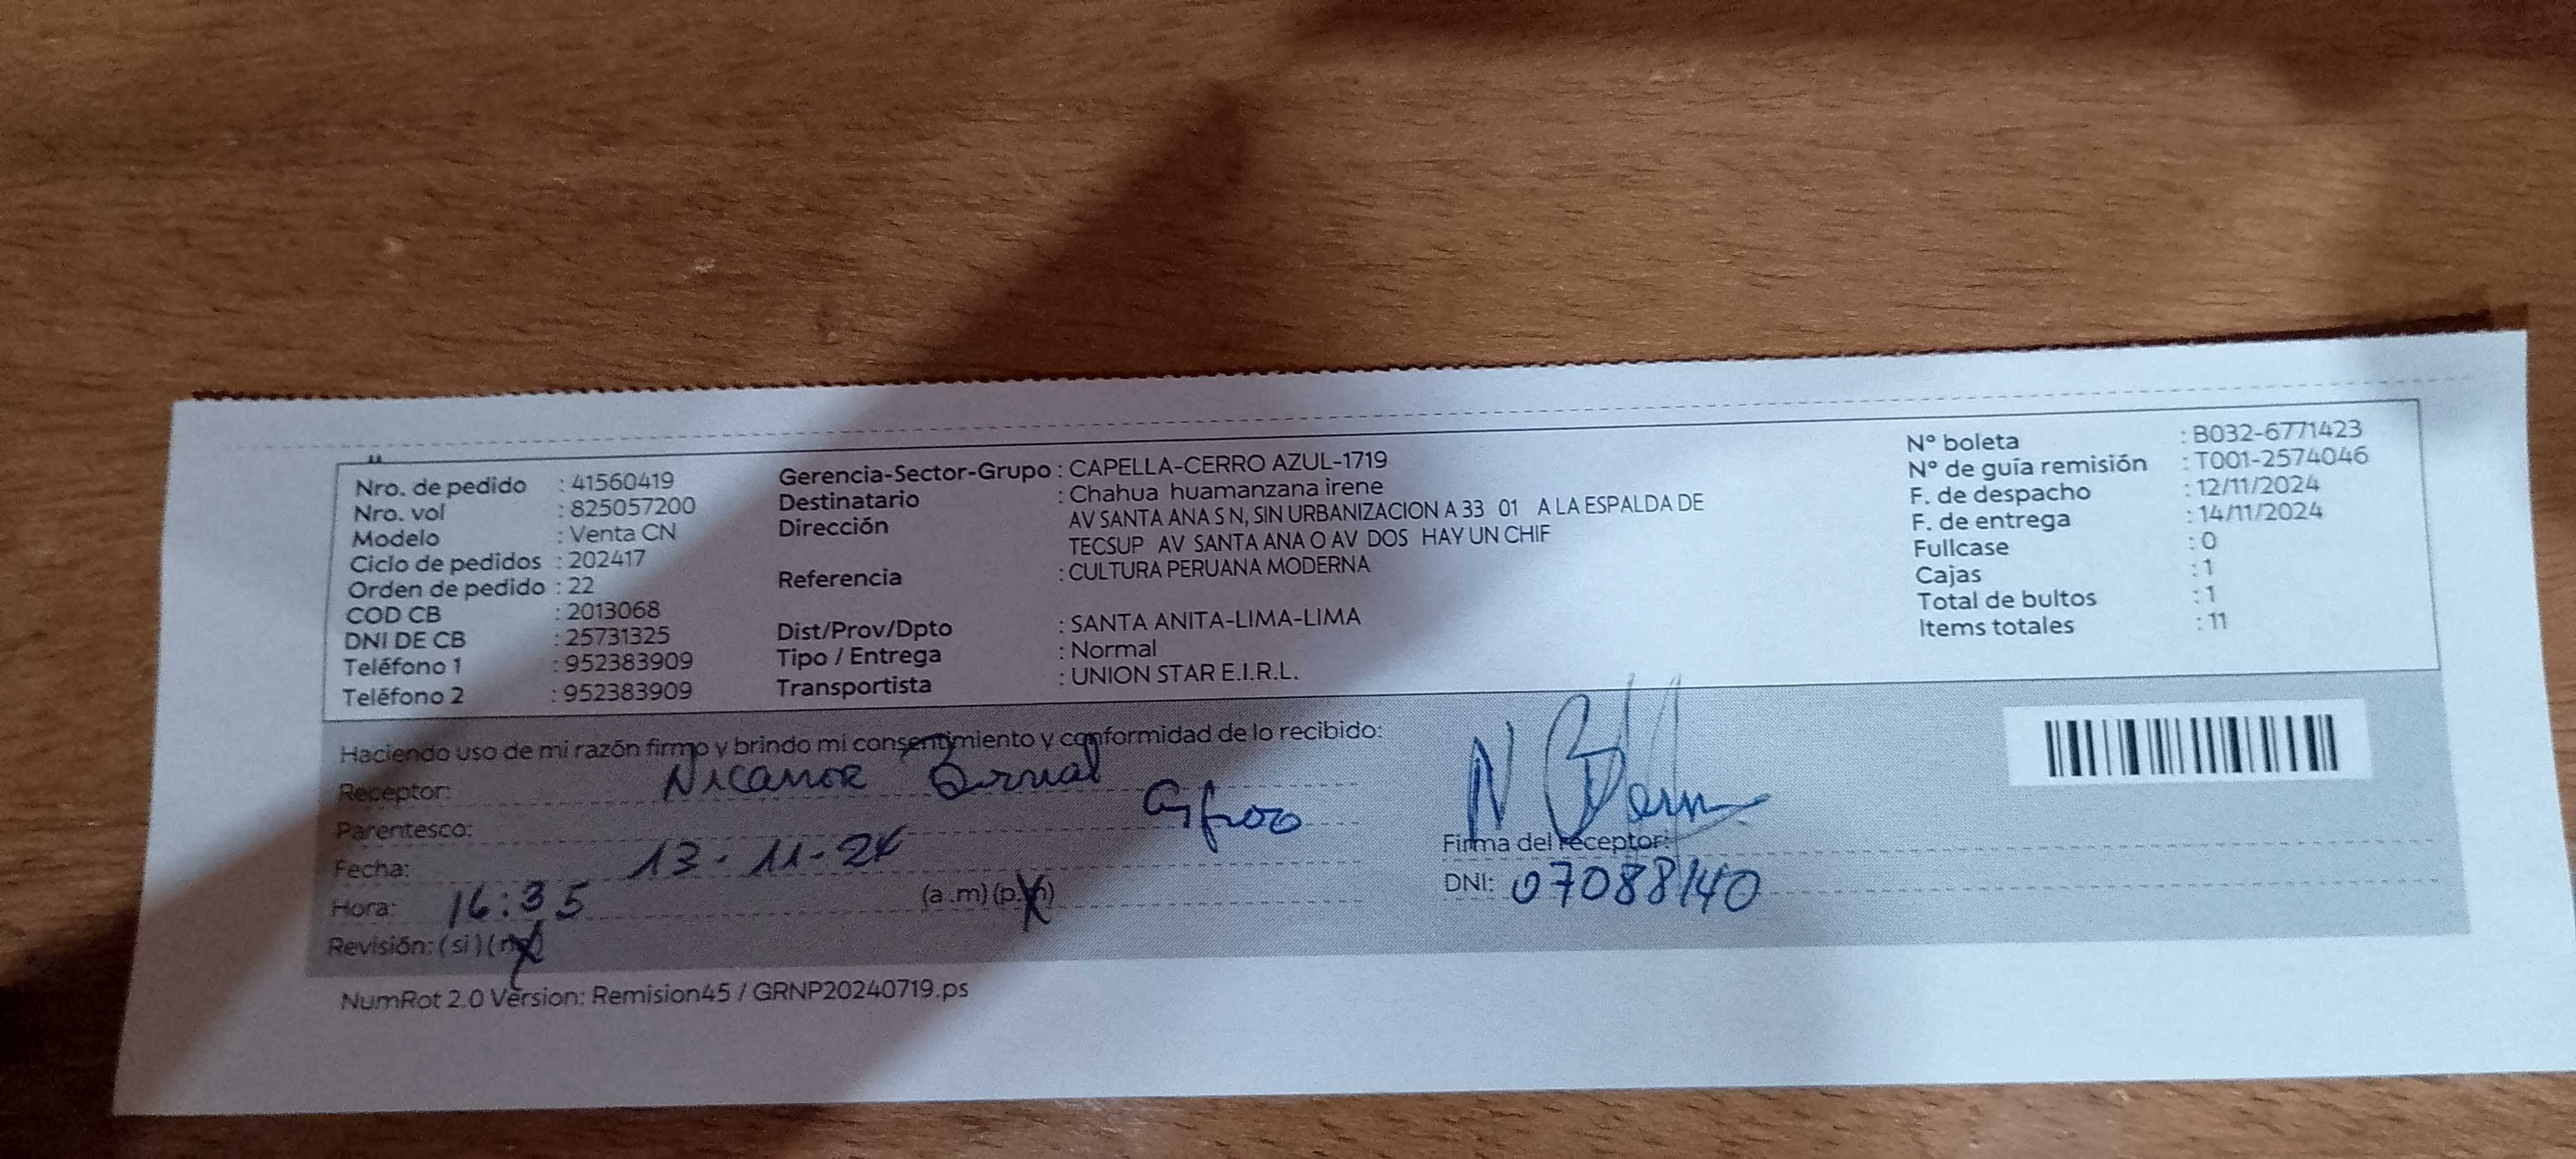 Nro. de pedido : 41560419
Nro. vol : 825057200
Modelo : Venta CN
Ciclo de pedidos : 202417
Orden de pedido : 22
COD CB : 2013068
DNI DE CB : 25731325
Teléfono 1 : 952383909
Teléfono 2 : 952383909
Gerencia-Sector-Grupo : CAPELLA-CERRO AZUL-1719
Destinatario : Chahua huamanzana irene
Dirección : AV SANTA ANA S N, SIN URBANIZACION A 33 01 A LA ESPALDA DE
TECSUP AV SANTA ANA O AV DOS HAY UN CHIF
Referencia : CULTURA PERUANA MODERNA
Dist/Prov/Dpto : SANTA ANITA-LIMA-LIMA
Tipo / Entrega : Normal
Transportista : UNION STAR E.I.R.L.
N° boleta : B032-6771423
N° de guía remisión : T001-2574046
F. de despacho : 12/11/2024
F. de entrega : 14/11/2024
Fullcase : 0
Cajas : 1
Total de bultos : 1
Items totales : 11
Haciendo uso de mi razón firmo y brindo mi consentimiento y conformidad de lo recibido:
Receptor: Nicanor Bernal
Parentesco:
Fecha: 13-11-24
Hora: 16:35 (a.m) (p.m)
Revisión: (si) (no)
Firma del receptor:
DNI: 07088140
NumRot 2.0 Version: Remision45 / GRNP20240719.ps